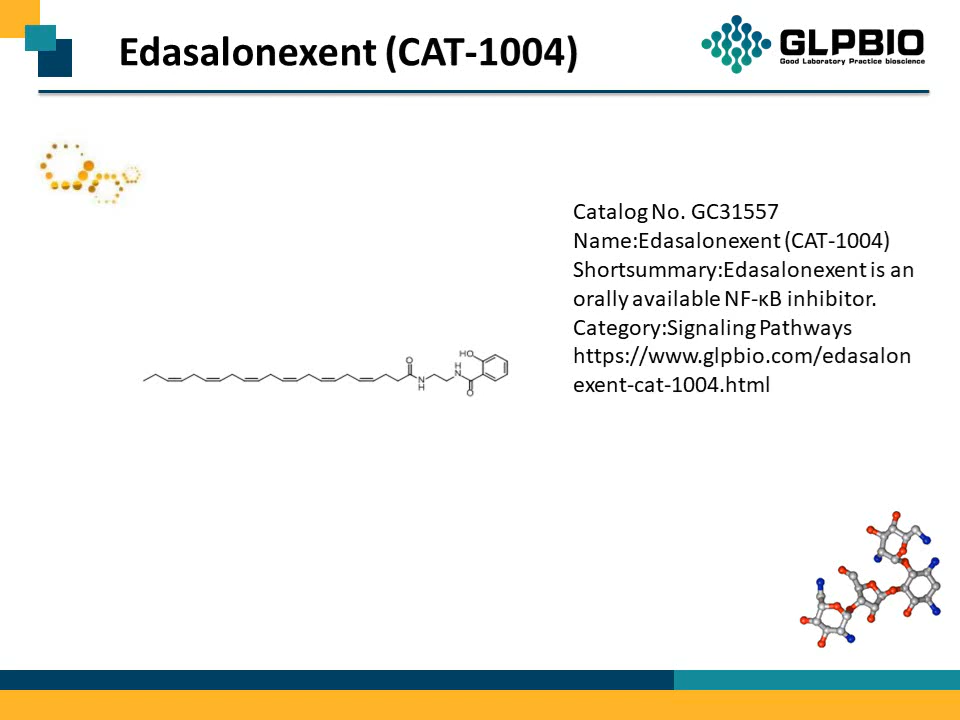 Edasalonexent (CAT-1004)
GLPBIO
Good Laboratory Practice bioscience
Catalog No. GC31557
Name:Edasalonexent (CAT-1004)
Shortsummary:Edasalonexent is an
orally available NF-κB inhibitor.
Category:Signaling Pathways
https://www.glpbio.com/edasalon
exent-cat-1004.html
O
HO
H
N
N
H
O